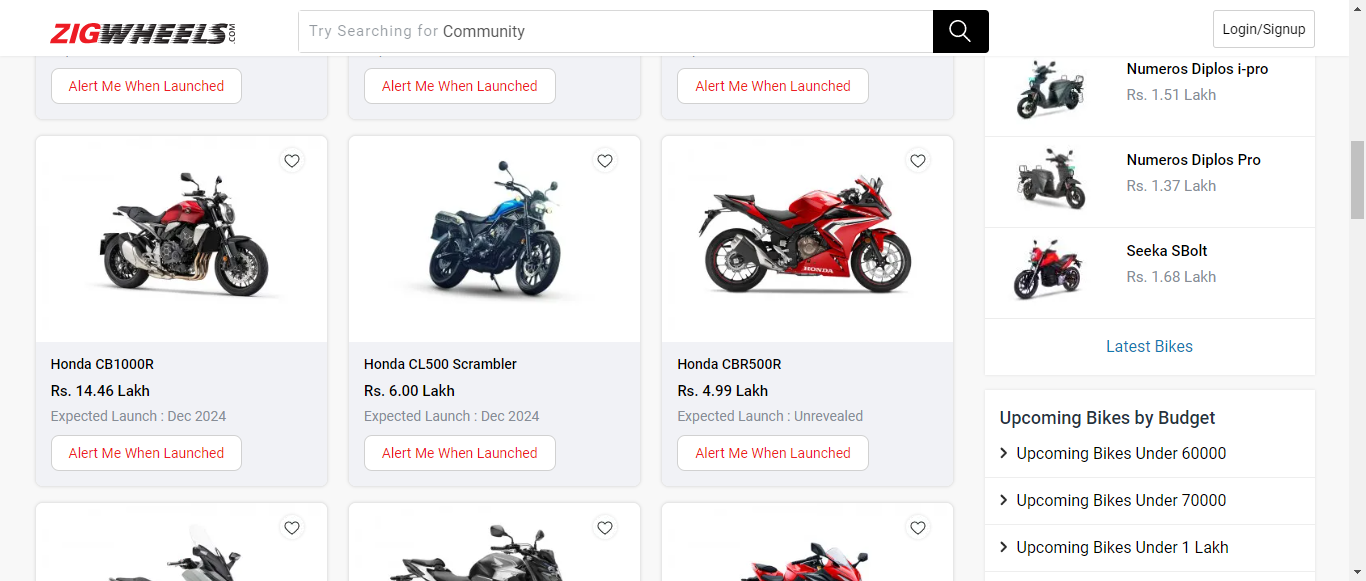 ZIGWHEELS.COM
Try Searching for Community
Login/Signup
Alert Me When Launched
Alert Me When Launched
Alert Me When Launched
Honda CB1000R
Rs. 14.46 Lakh
Expected Launch : Dec 2024
Alert Me When Launched
Honda CL500 Scrambler
Rs. 6.00 Lakh
Expected Launch : Dec 2024
Alert Me When Launched
HONDA
Honda CBR500R
Rs. 4.99 Lakh
Expected Launch : Unrevealed
Alert Me When Launched
Numeros Diplos i-pro
Rs. 1.51 Lakh
Numeros Diplos Pro
Rs. 1.37 Lakh
Seeka SBolt
Rs. 1.68 Lakh
Latest Bikes
Upcoming Bikes by Budget
Upcoming Bikes Under 60000
Upcoming Bikes Under 70000
Upcoming Bikes Under 1 Lakh